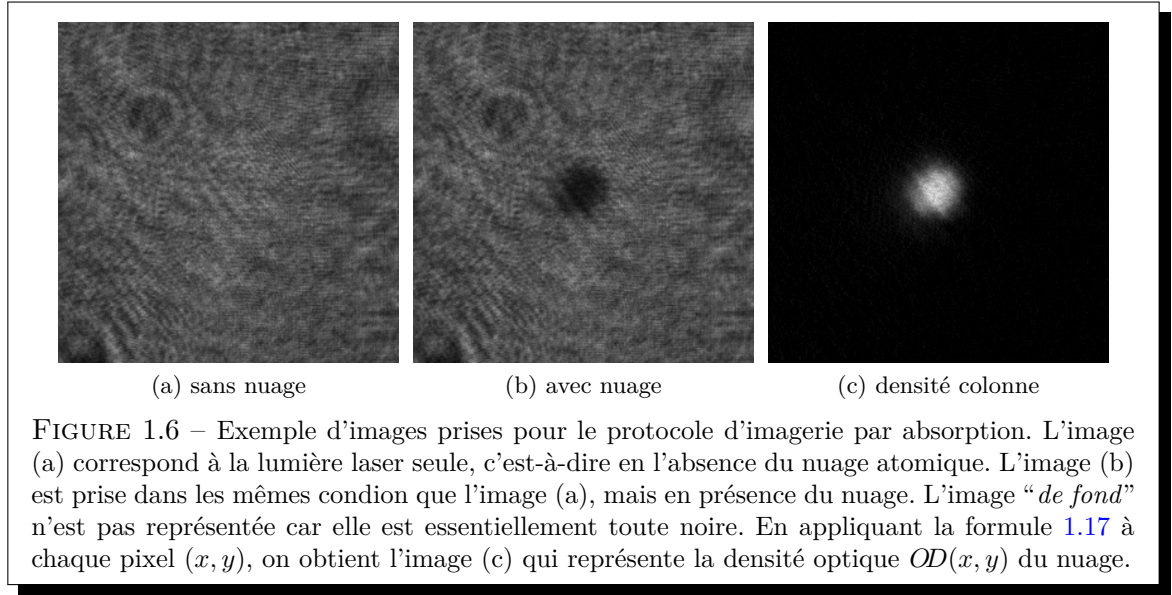 (a) sans nuage
(b) avec nuage
(c) densité colonne
FIGURE 1.6 – Exemple d'images prises pour le protocole d'imagerie par absorption. L'image
(a) correspond à la lumière laser seule, c'est-à-dire en l'absence du nuage atomique. L'image (b)
est prise dans les mêmes condion que l'image (a), mais en présence du nuage. L'image "de fond"
n'est pas représentée car elle est essentiellement toute noire. En appliquant la formule 1.17 à
chaque pixel (x, y), on obtient l'image (c) qui représente la densité optique OD(x, y) du nuage.